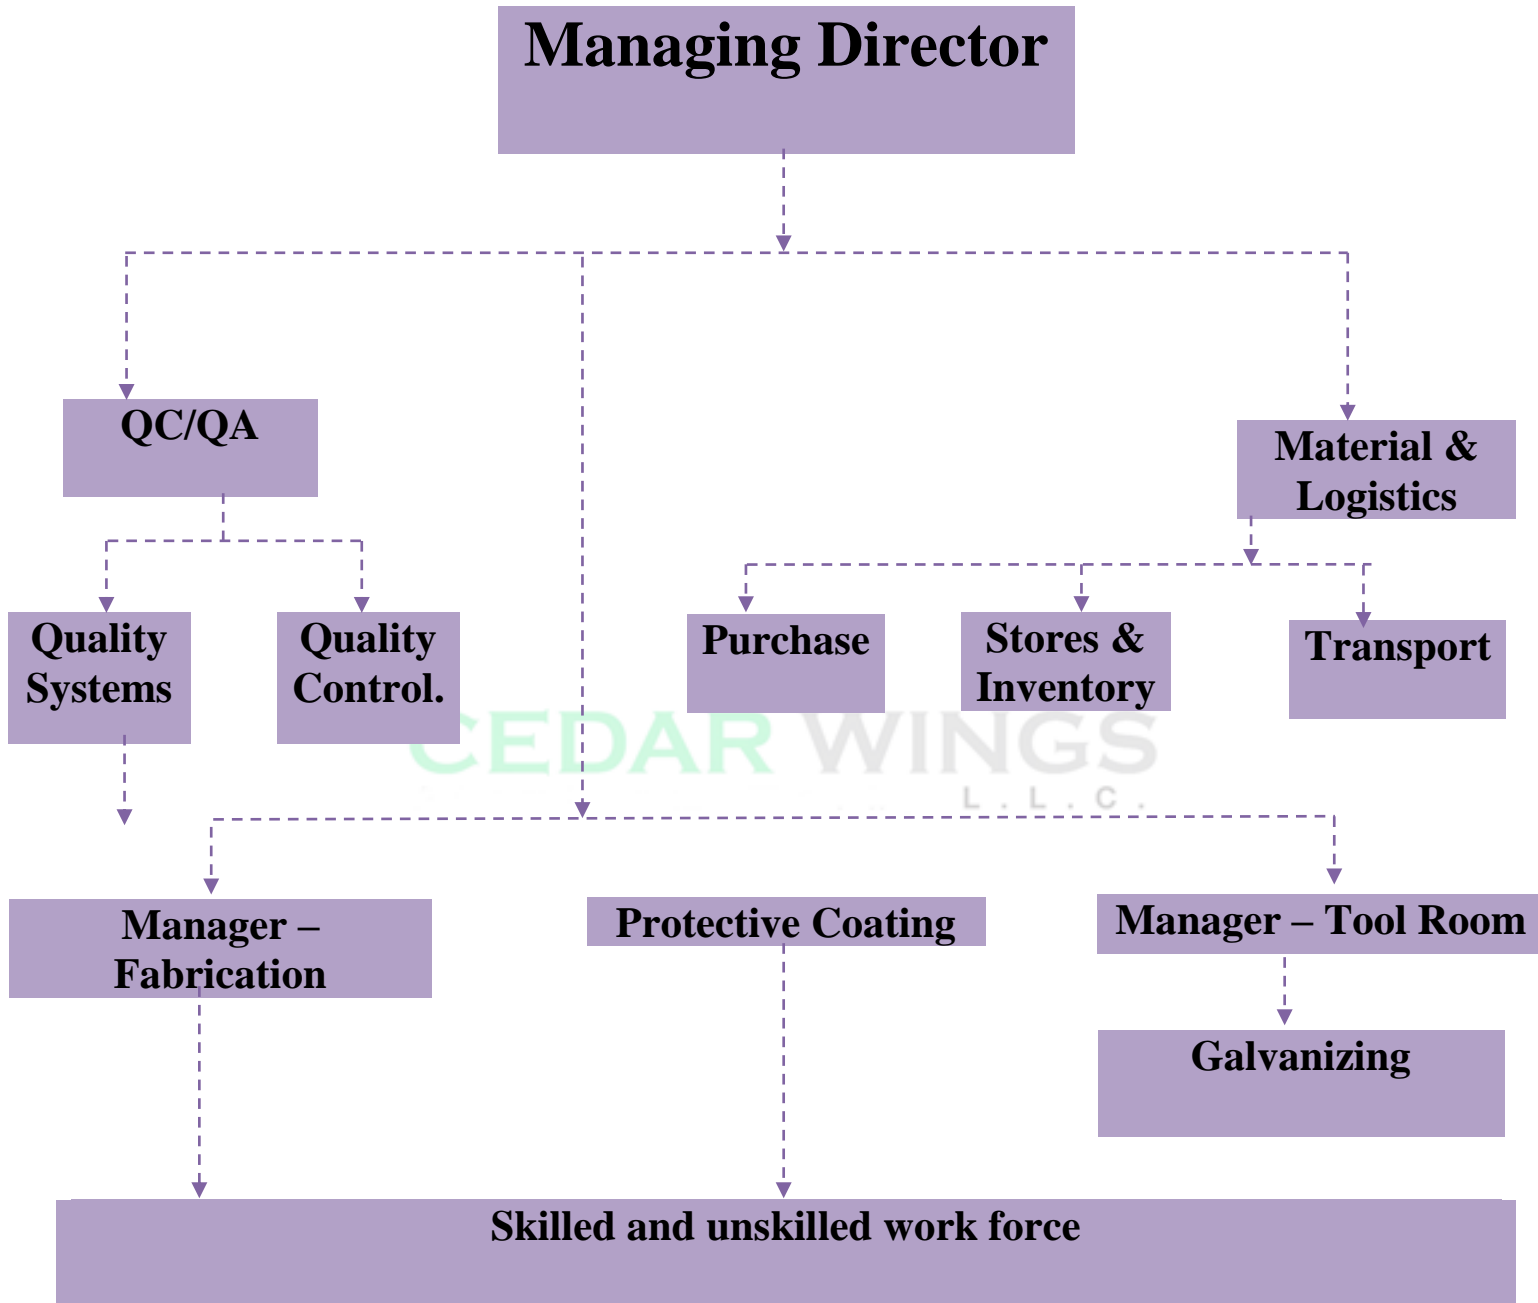 Managing Director
QC/QA
Material &
Logistics
Quality
Systems
Quality
Control.
Purchase
Stores &
Inventory
Transport
CEDAR WINGS
L . L . C .
Manager –
Fabrication
Protective Coating
Manager – Tool Room
Galvanizing
Skilled and unskilled work force